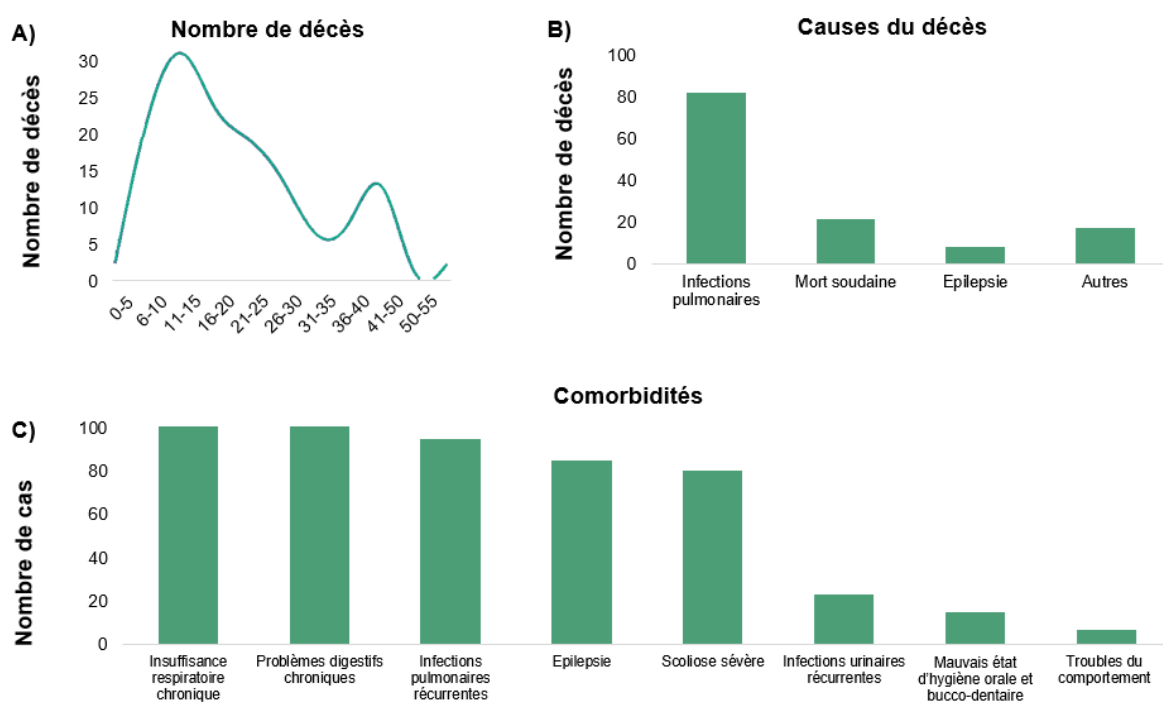 A)
Nombre de décès
Nombre de décès
30
25
20
15
10
5
0
0-5
6-10
11-15
16-20
21-25
26-30
31-35
36-40
41-50
50-55
B)
Causes du décès
Nombre de décès
100
80
60
40
20
0
Infections
pulmonaires
Mort soudaine
Epilepsie
Autres
Comorbidités
C)
Nombre de cas
100
80
60
40
20
0
Insuffisance
respiratoire
chronique
Problèmes digestifs
chroniques
Infections
pulmonaires
récurrentes
Epilepsie
Scoliose sévère
Infections urinaires
récurrentes
Mauvais état
d'hygiène orale et
bucco-dentaire
Troubles du
comportement